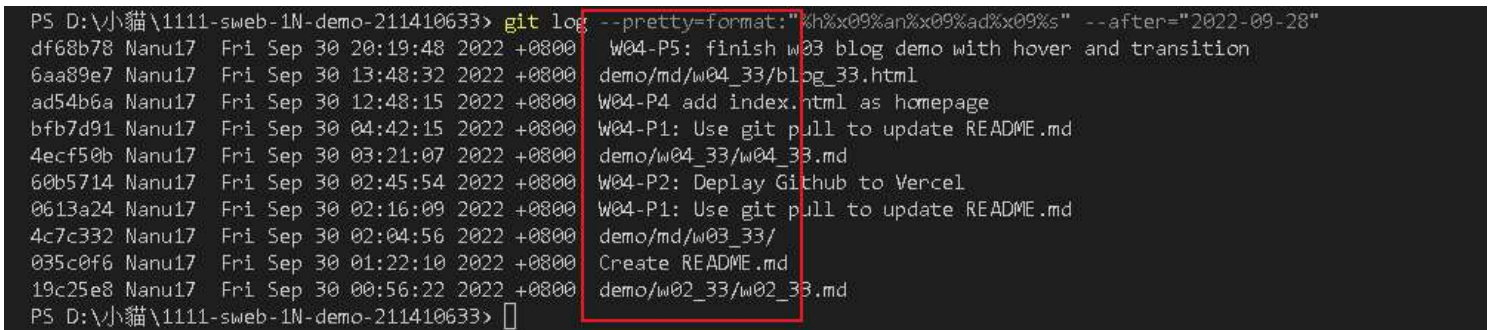 PS D:\小貓\1111-sweb-1N-demo-211410633> git log --pretty=format:"%h%x09%an%x09%ad%x09%s" --after="2022-09-28"
df68b78 Nanu17 Fri Sep 30 20:19:48 2022 +0800 W04-P5: finish w03 blog demo with hover and transition
6aa89e7 Nanu17 Fri Sep 30 13:48:32 2022 +0800 demo/md/w04_33/blog_33.html
ad54b6a Nanu17 Fri Sep 30 12:48:15 2022 +0800 W04-P4 add index.html as homepage
bfb7d91 Nanu17 Fri Sep 30 04:42:15 2022 +0800 W04-P1: Use git pull to update README.md
4ecf50b Nanu17 Fri Sep 30 03:21:07 2022 +0800 demo/w04_33/w04_33.md
60b5714 Nanu17 Fri Sep 30 02:45:54 2022 +0800 W04-P2: Deplay Github to Vercel
0613a24 Nanu17 Fri Sep 30 02:16:09 2022 +0800 W04-P1: Use git pull to update README.md
4c7c332 Nanu17 Fri Sep 30 02:04:56 2022 +0800 demo/md/w03_33/
035c0f6 Nanu17 Fri Sep 30 01:22:10 2022 +0800 Create README.md
19c25e8 Nanu17 Fri Sep 30 00:56:22 2022 +0800 demo/w02_33/w02_33.md
PS D:\小貓\1111-sweb-1N-demo-211410633>